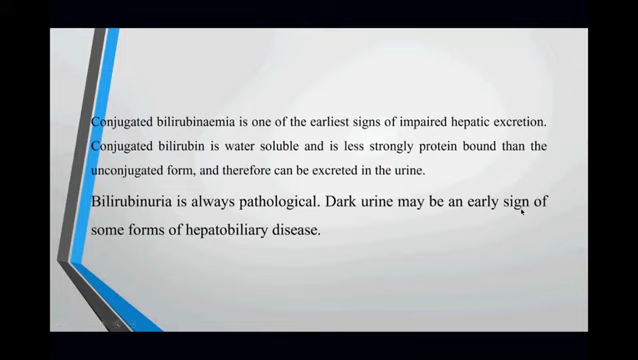 Conjugated bilirubinaemia is one of the earliest signs of impaired hepatic excretion.
Conjugated bilirubin is water soluble and is less strongly protein bound than the
unconjugated form, and therefore can be excreted in the urine.
Bilirubinuria is always pathological. Dark urine may be an early sign of
some forms of hepatobiliary disease.